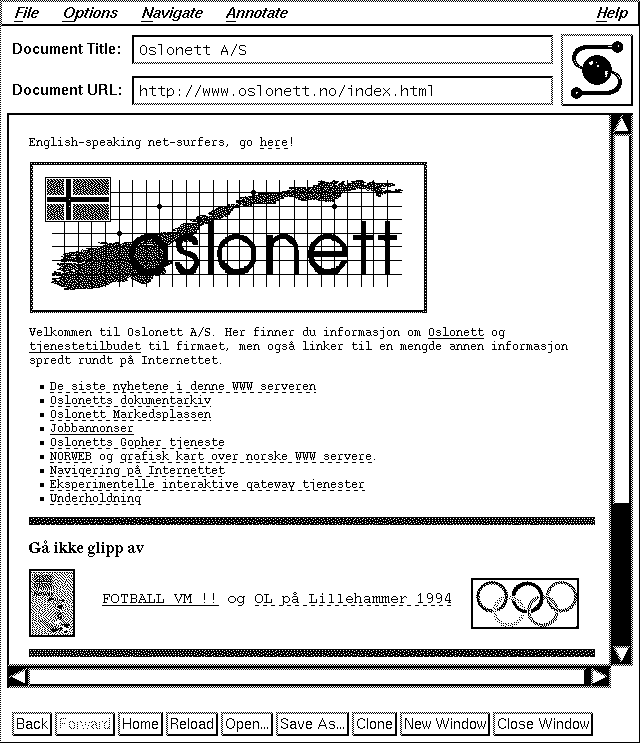 File Options Navigate Annotate Help
Document Title: Oslonett A/S
Document URL: http://www.oslonett.no/index.html
English-speaking net-surfers, go here!
oslonett
Velkommen til Oslonett A/S. Her finner du informasjon om Oslonett og
tjenestetilbudet til firmaet, men også linker til en mengde annen informasjon
spredt rundt på Internettet.
De siste nyhetene i denne WWW serveren
Oslonetts dokumentarkiv
Oslonett Markedsplassen
Jobbannonser
Oslonetts Gopher tjeneste
NORWEB og grafisk kart over norske WWW servere.
Navigering på Internettet
Eksperimentelle interaktive gateway tjenester
Underholdning
Gå ikke glipp av
FOTBALL VM !! og OL på Lillehammer 1994
Back Forward Home Reload Open... Save As... Clone New Window Close Window